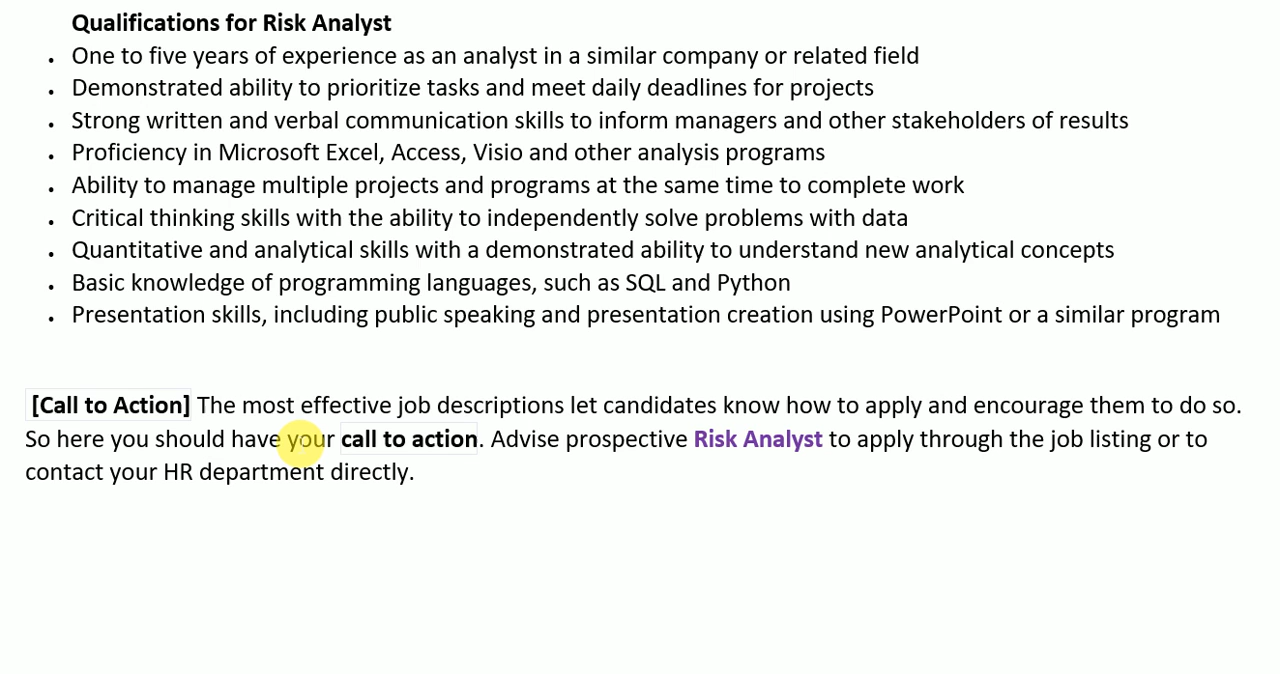 Qualifications for Risk Analyst
• One to five years of experience as an analyst in a similar company or related field
• Demonstrated ability to prioritize tasks and meet daily deadlines for projects
• Strong written and verbal communication skills to inform managers and other stakeholders of results
• Proficiency in Microsoft Excel, Access, Visio and other analysis programs
• Ability to manage multiple projects and programs at the same time to complete work
• Critical thinking skills with the ability to independently solve problems with data
• Quantitative and analytical skills with a demonstrated ability to understand new analytical concepts
• Basic knowledge of programming languages, such as SQL and Python
• Presentation skills, including public speaking and presentation creation using PowerPoint or a similar program
[Call to Action] The most effective job descriptions let candidates know how to apply and encourage them to do so.
So here you should have your call to action. Advise prospective Risk Analyst to apply through the job listing or to
contact your HR department directly.